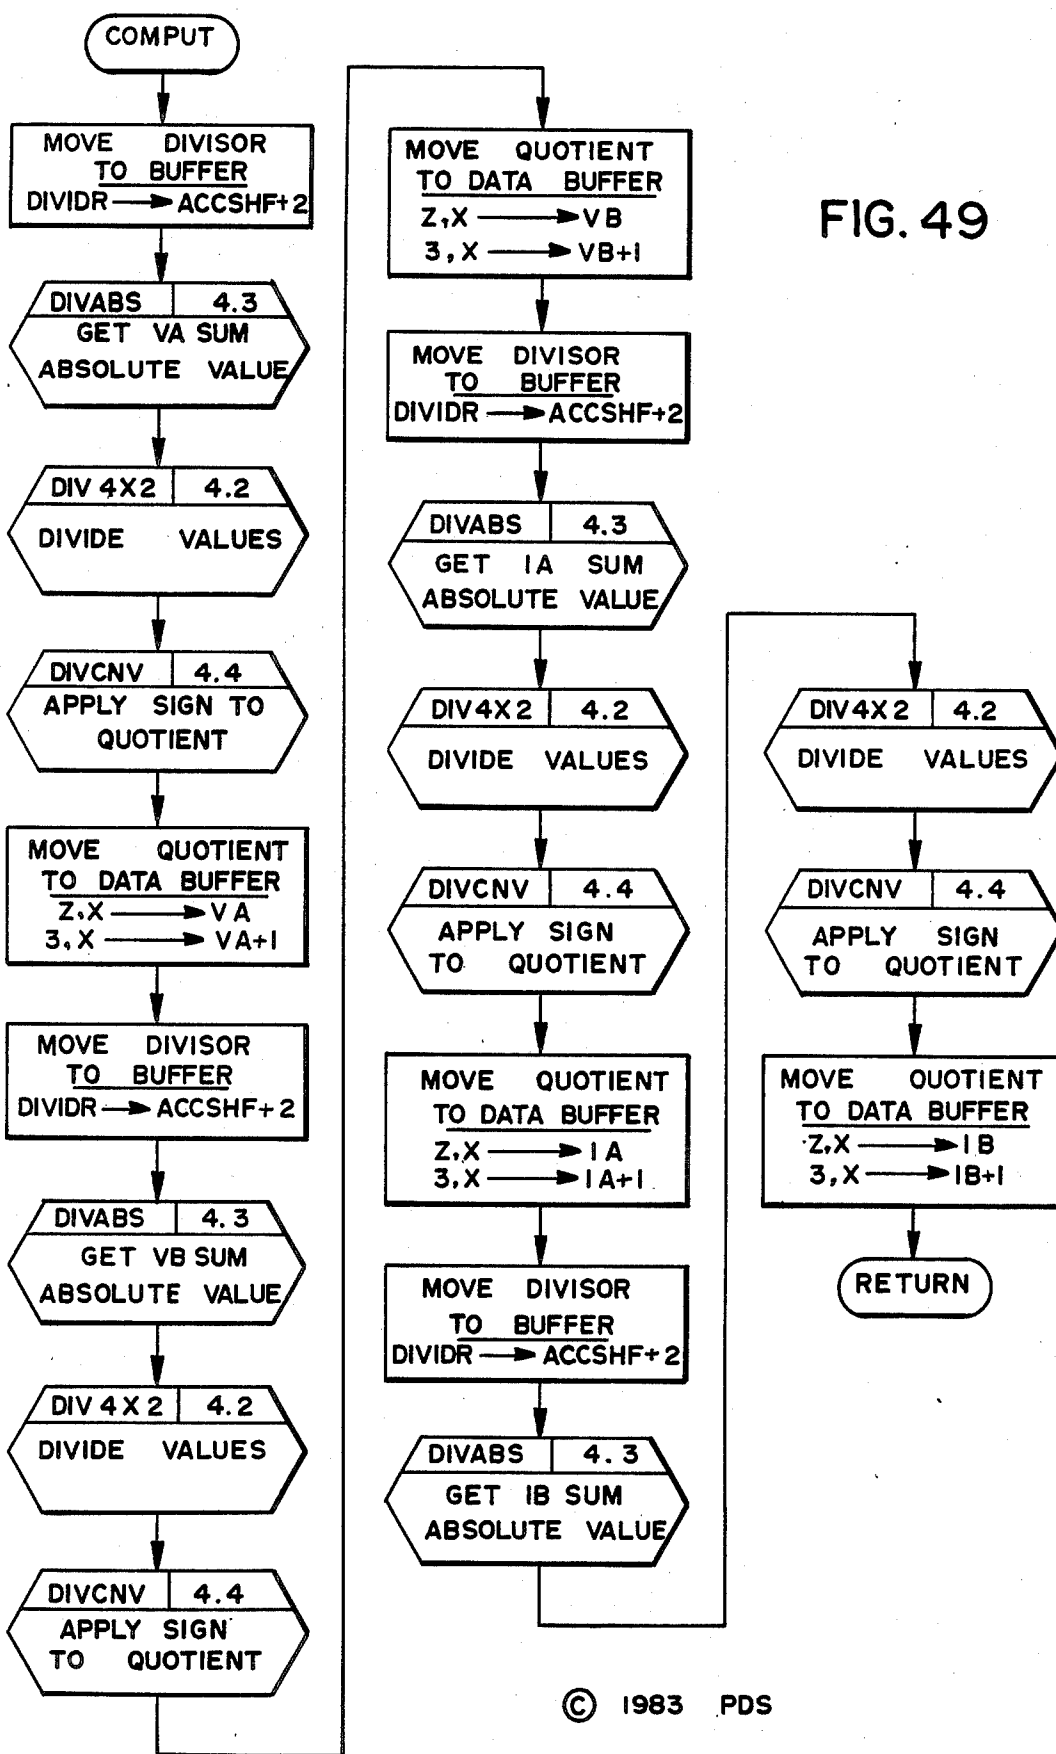 COMPUT
MOVE DIVISOR
TO BUFFER
DIVIDR → ACCSHF+2
DIVABS 4.3
GET VA SUM
ABSOLUTE VALUE
DIV 4X2 4.2
DIVIDE VALUES
DIVCNV 4.4
APPLY SIGN TO
QUOTIENT
MOVE QUOTIENT
TO DATA BUFFER
Z,X → VA
3,X → VA+1
MOVE DIVISOR
TO BUFFER
DIVIDR → ACCSHF+2
DIVABS 4.3
GET VB SUM
ABSOLUTE VALUE
DIV 4X2 4.2
DIVIDE VALUES
DIVCNV 4.4
APPLY SIGN
TO QUOTIENT
MOVE QUOTIENT
TO DATA BUFFER
Z,X → VB
3,X → VB+1
MOVE DIVISOR
TO BUFFER
DIVIDR → ACCSHF+2
DIVABS 4.3
GET IA SUM
ABSOLUTE VALUE
DIV4X2 4.2
DIVIDE VALUES
DIVCNV 4.4
APPLY SIGN
TO QUOTIENT
MOVE QUOTIENT
TO DATA BUFFER
Z,X → IA
3,X → IA+1
MOVE DIVISOR
TO BUFFER
DIVIDR → ACCSHF+2
DIVABS 4.3
GET IB SUM
ABSOLUTE VALUE
FIG. 49
DIV4X2 4.2
DIVIDE VALUES
DIVCNV 4.4
APPLY SIGN
TO QUOTIENT
MOVE OUOTIENT
TO DATA BUFFER
Z,X → IB
3,X → IB+1
RETURN
© 1983 PDS